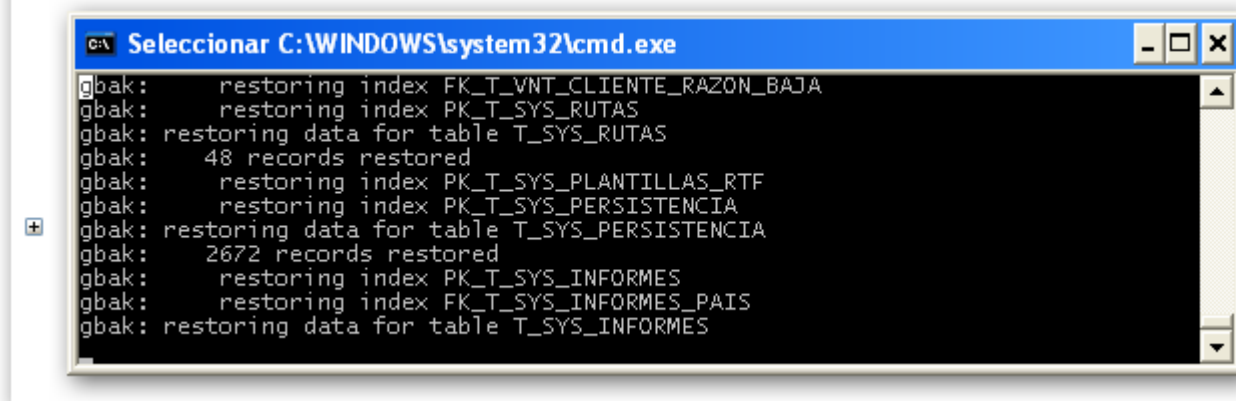 Seleccionar C:\WINDOWS\system32\cmd.exe
gbak:     restoring index FK_T_VNT_CLIENTE_RAZON_BAJA
gbak:     restoring index PK_T_SYS_RUTAS
gbak: restoring data for table T_SYS_RUTAS
gbak:    48 records restored
gbak:     restoring index PK_T_SYS_PLANTILLAS_RTF
gbak:     restoring index PK_T_SYS_PERSISTENCIA
gbak: restoring data for table T_SYS_PERSISTENCIA
gbak:    2672 records restored
gbak:     restoring index PK_T_SYS_INFORMES
gbak:     restoring index FK_T_SYS_INFORMES_PAIS
gbak: restoring data for table T_SYS_INFORMES